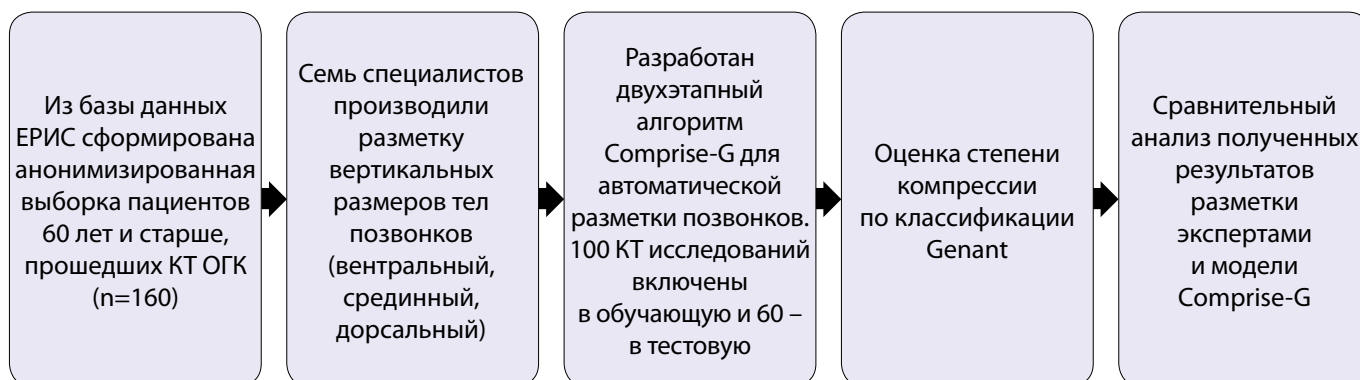 Из базы данных
ЕРИС сформирована
анонимизированная
выборка пациентов
60 лет и старше,
прошедших КТ ОГК
(n=160)
Семь специалистов
производили
разметку
вертикальных
размеров тел
позвонков
(вентральный,
срединный,
дорсальный)
Разработан
двухэтапный
алгоритм
Comprise-G для
автоматической
разметки позвонков.
100 КТ исследований
включены
в обучающую и 60 –
в тестовую
Оценка степени
компрессии
по классификации
Genant
Сравнительный
анализ полученных
результатов
разметки
экспертами
и модели
Comprise-G